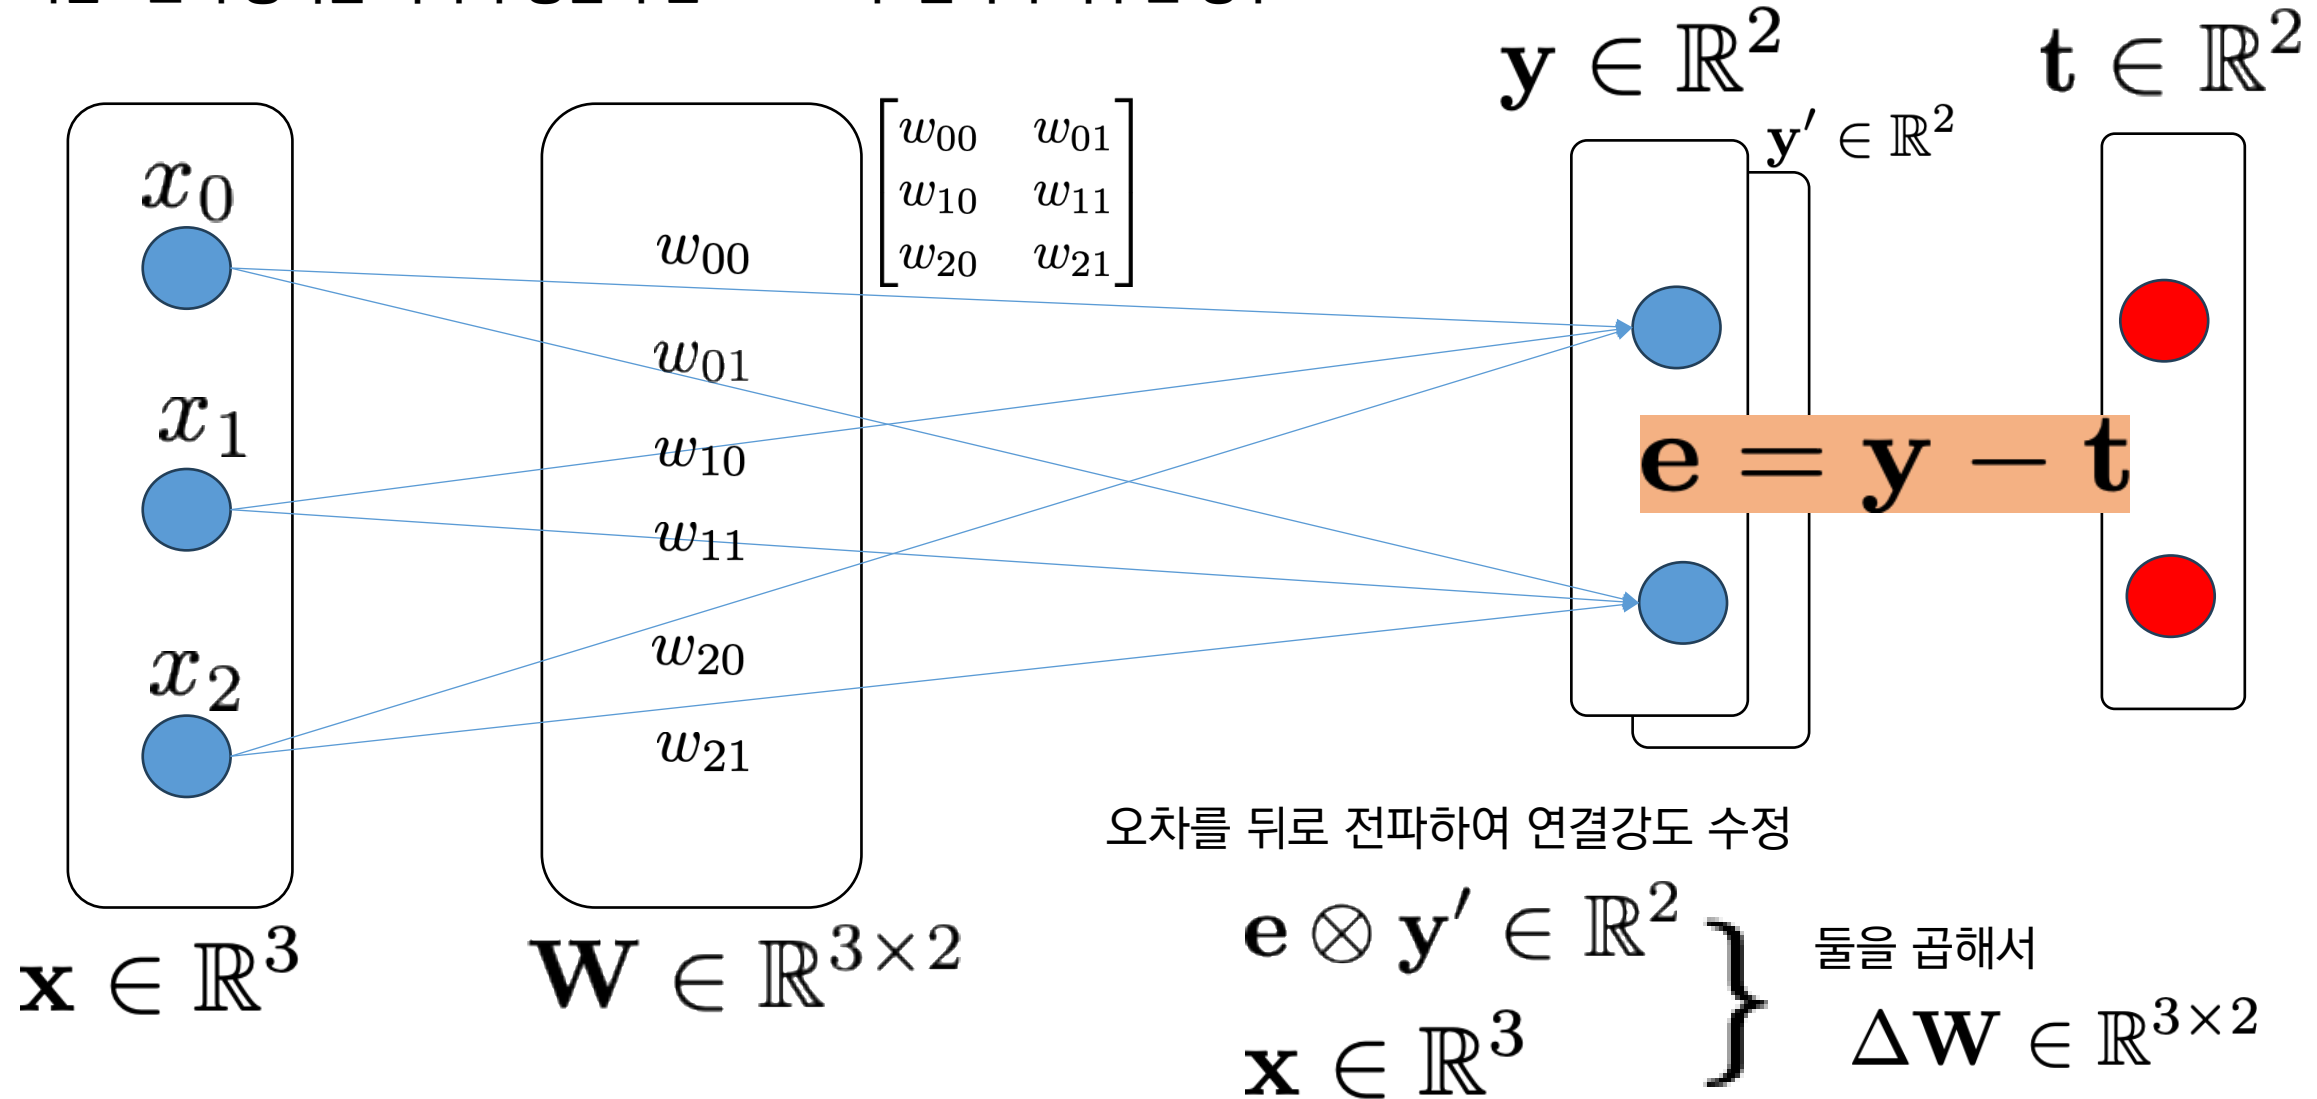 y ∈ ℝ²
t ∈ ℝ²
y′ ∈ ℝ²
x₀
x₁
x₂
w₀₀ w₀₁
w₁₀ w₁₁
w₂₀ w₂₁
w₀₀
w₀₁
w₁₀
w₁₁
w₂₀
w₂₁
e = y − t
x ∈ ℝ³
W ∈ ℝ³ˣ²
오차를 뒤로 전파하여 연결강도 수정
e ⊗ y′ ∈ ℝ²
x ∈ ℝ³
둘을 곱해서
ΔW ∈ ℝ³ˣ²